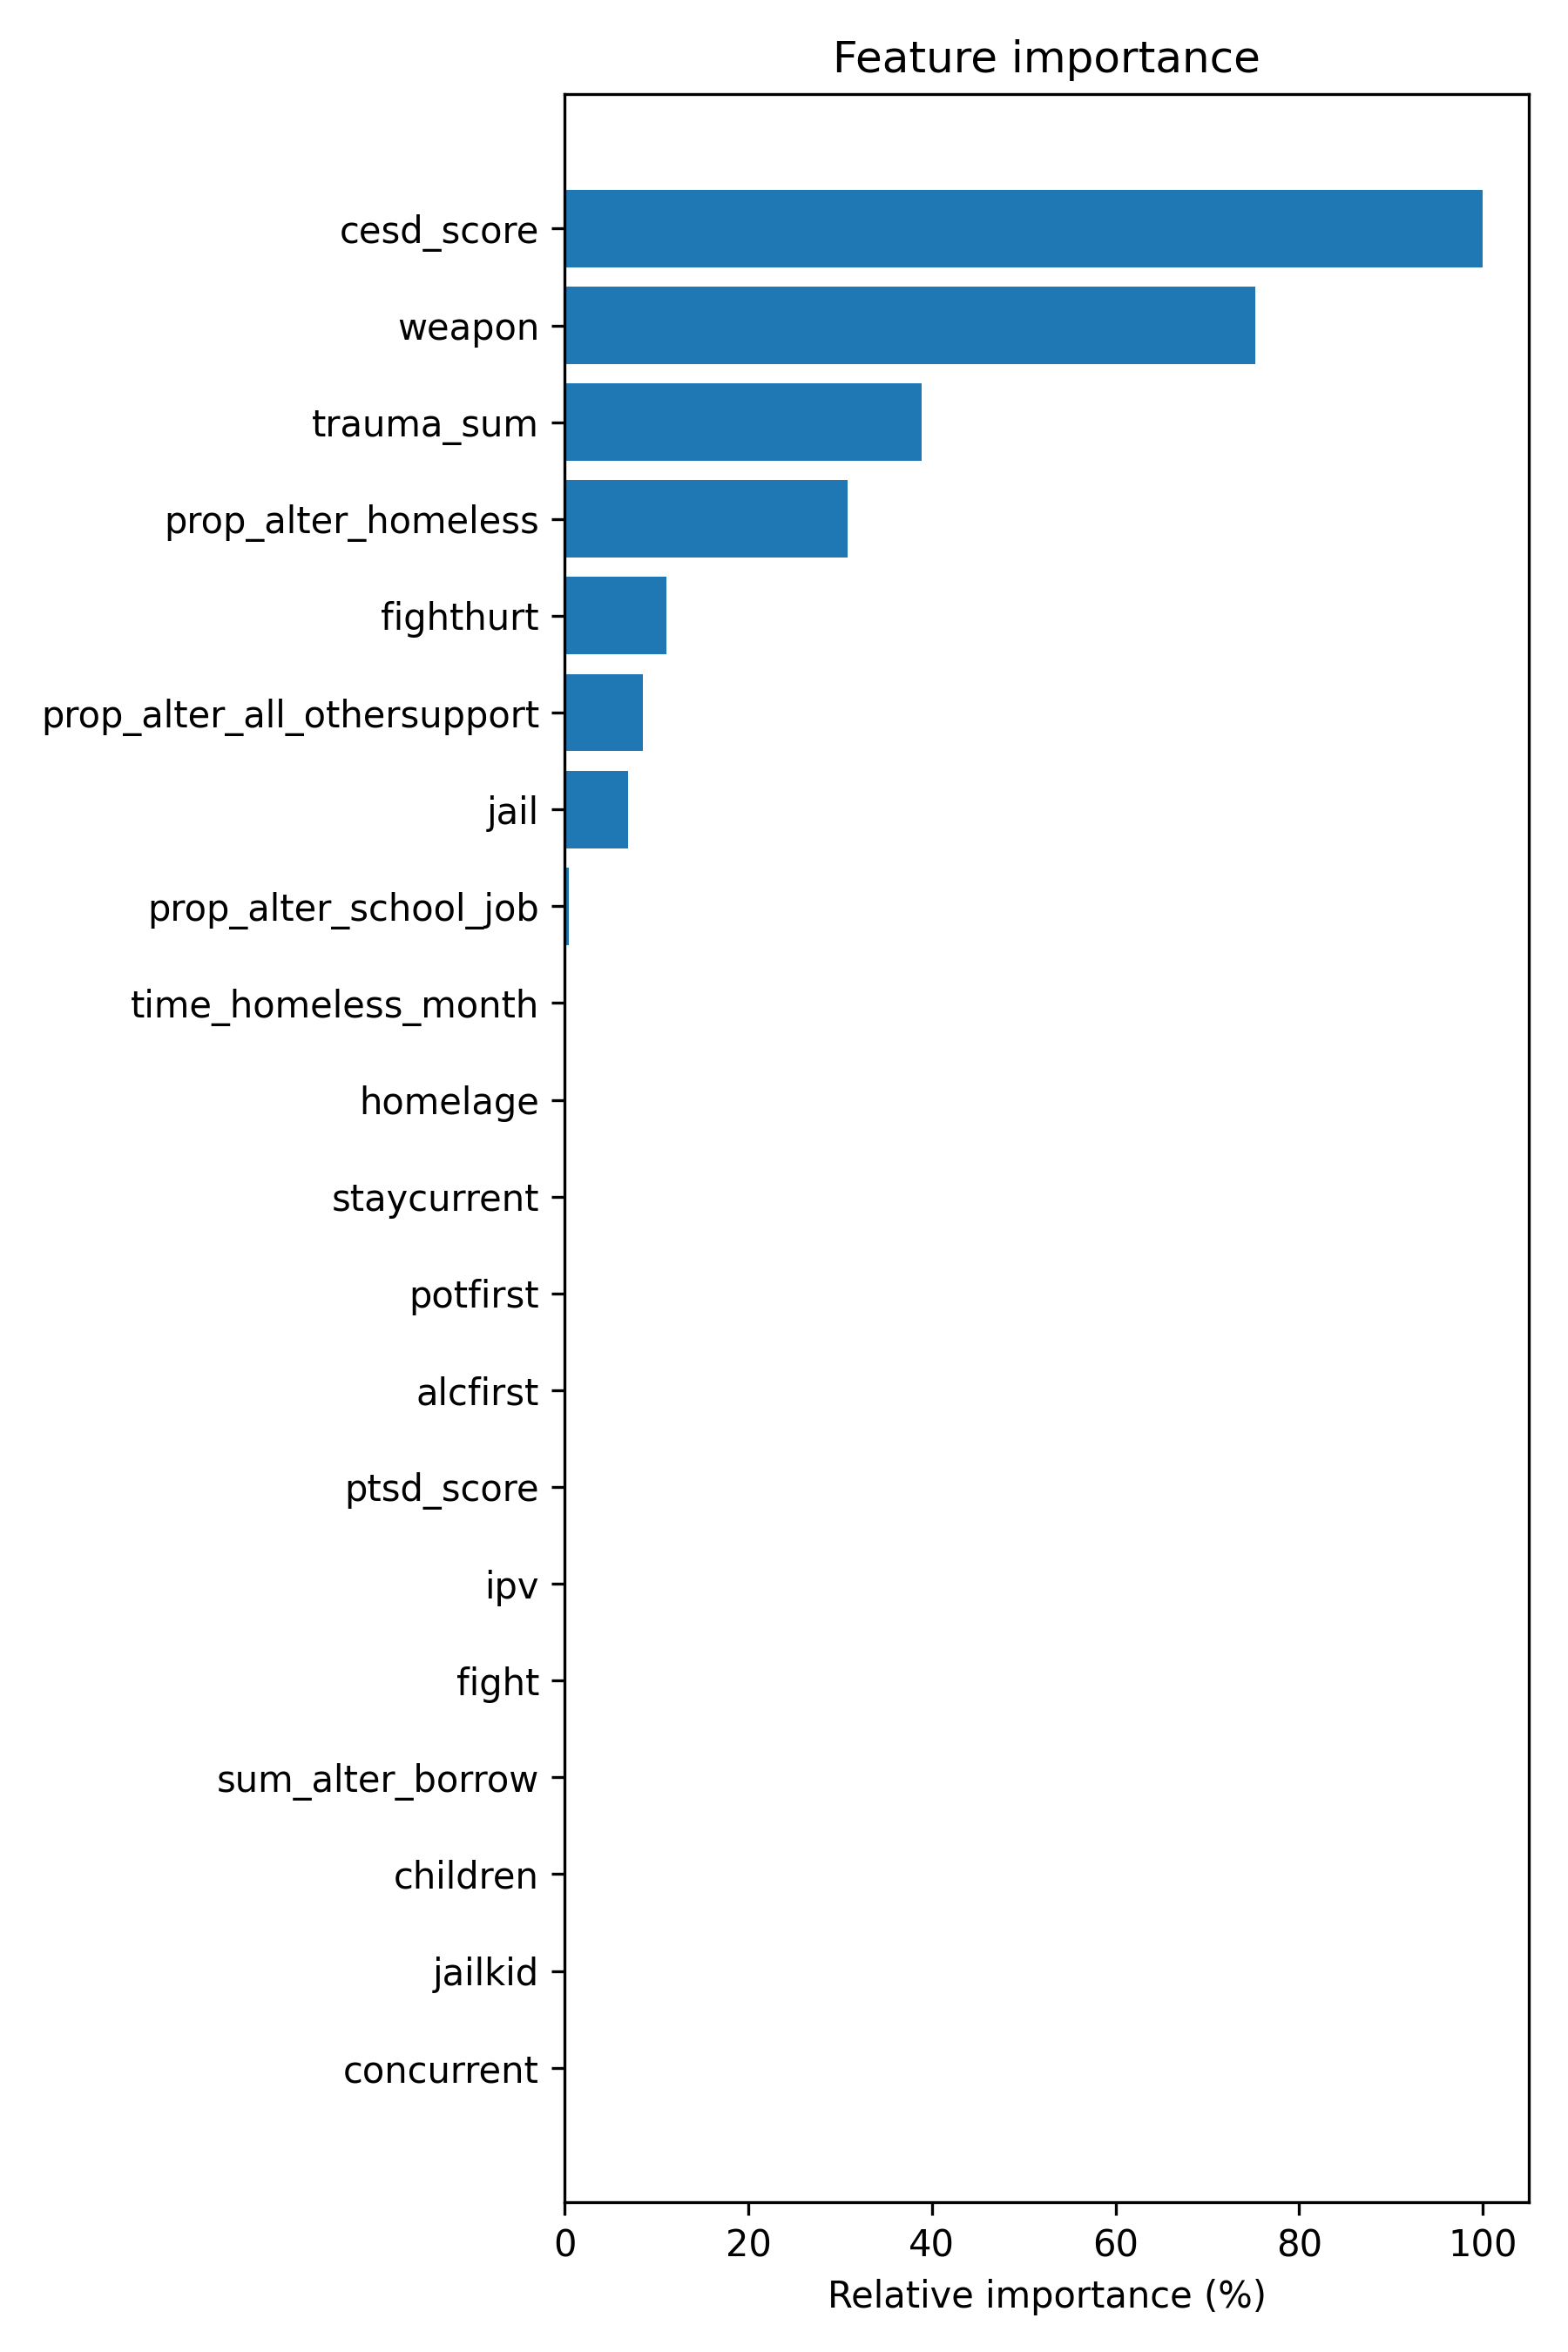 Feature importance
cesd_score
weapon
trauma_sum
prop_alter_homeless
fighthurt
prop_alter_all_othersupport
jail
prop_alter_school_job
time_homeless_month
homelage
staycurrent
potfirst
alcfirst
ptsd_score
ipv
fight
sum_alter_borrow
children
jailkid
concurrent
0 20 40 60 80 100
Relative importance (%)